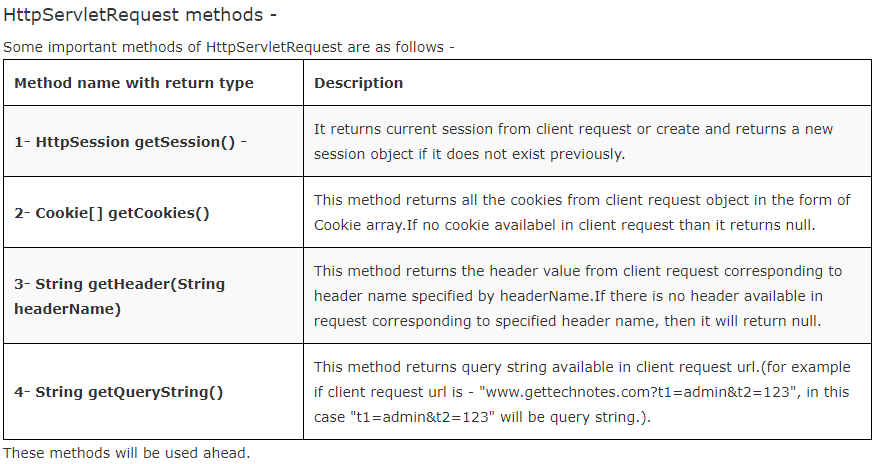 HttpServletRequest methods -
Some important methods of HttpServletRequest are as follows -
Method name with return type
Description
1- HttpSession getSession() -
It returns current session from client request or create and returns a new
session object if it does not exist previously.
2- Cookie[] getCookies()
This method returns all the cookies from client request object in the form of
Cookie array.If no cookie availabel in client request than it returns null.
3- String getHeader(String
headerName)
This method returns the header value from client request corresponding to
header name specified by headerName.If there is no header available in
request corresponding to specified header name, then it will return null.
4- String getQueryString()
This method returns query string available in client request url.(for example
if client request url is - "www.gettechnotes.com?t1=admin&t2=123", in this
case "t1=admin&t2=123" will be query string.).
These methods will be used ahead.